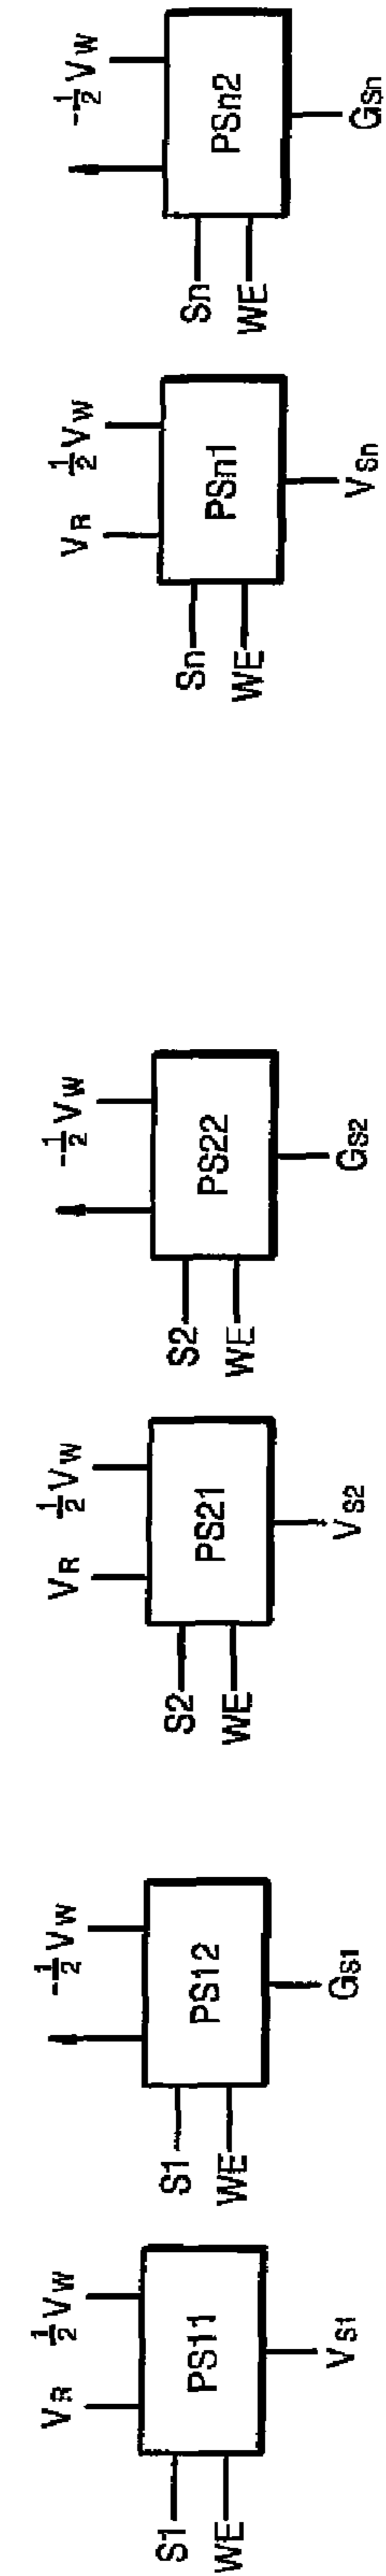 VR ½VW
S1
WE
PS11
VS1
-½VW
S1
WE
PS12
GS1
VR ½VW
S2
WE
PS21
VS2
-½VW
S2
WE
PS22
GS2
VR ½VW
Sn
WE
PSn1
VSn
-½VW
Sn
WE
PSn2
GSn